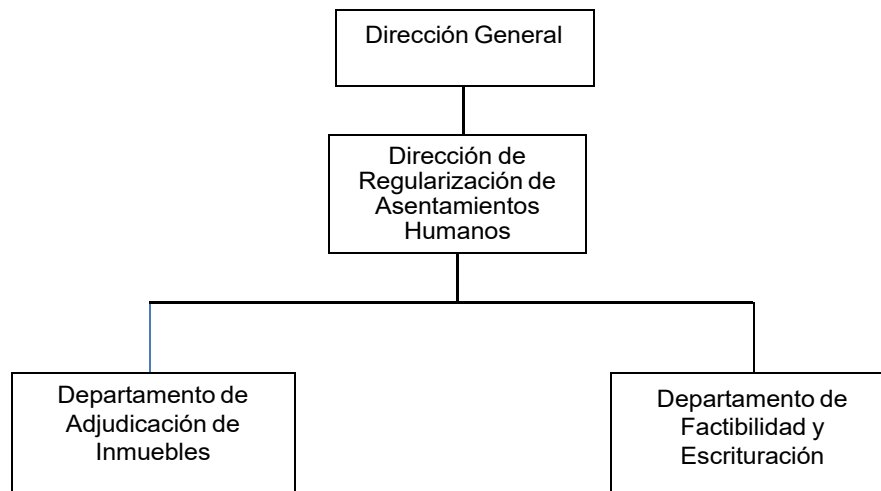 Dirección General
Dirección de
Regularización de
Asentamientos
Humanos
Departamento de
Adjudicación de
Inmuebles
Departamento de
Factibilidad y
Escrituración